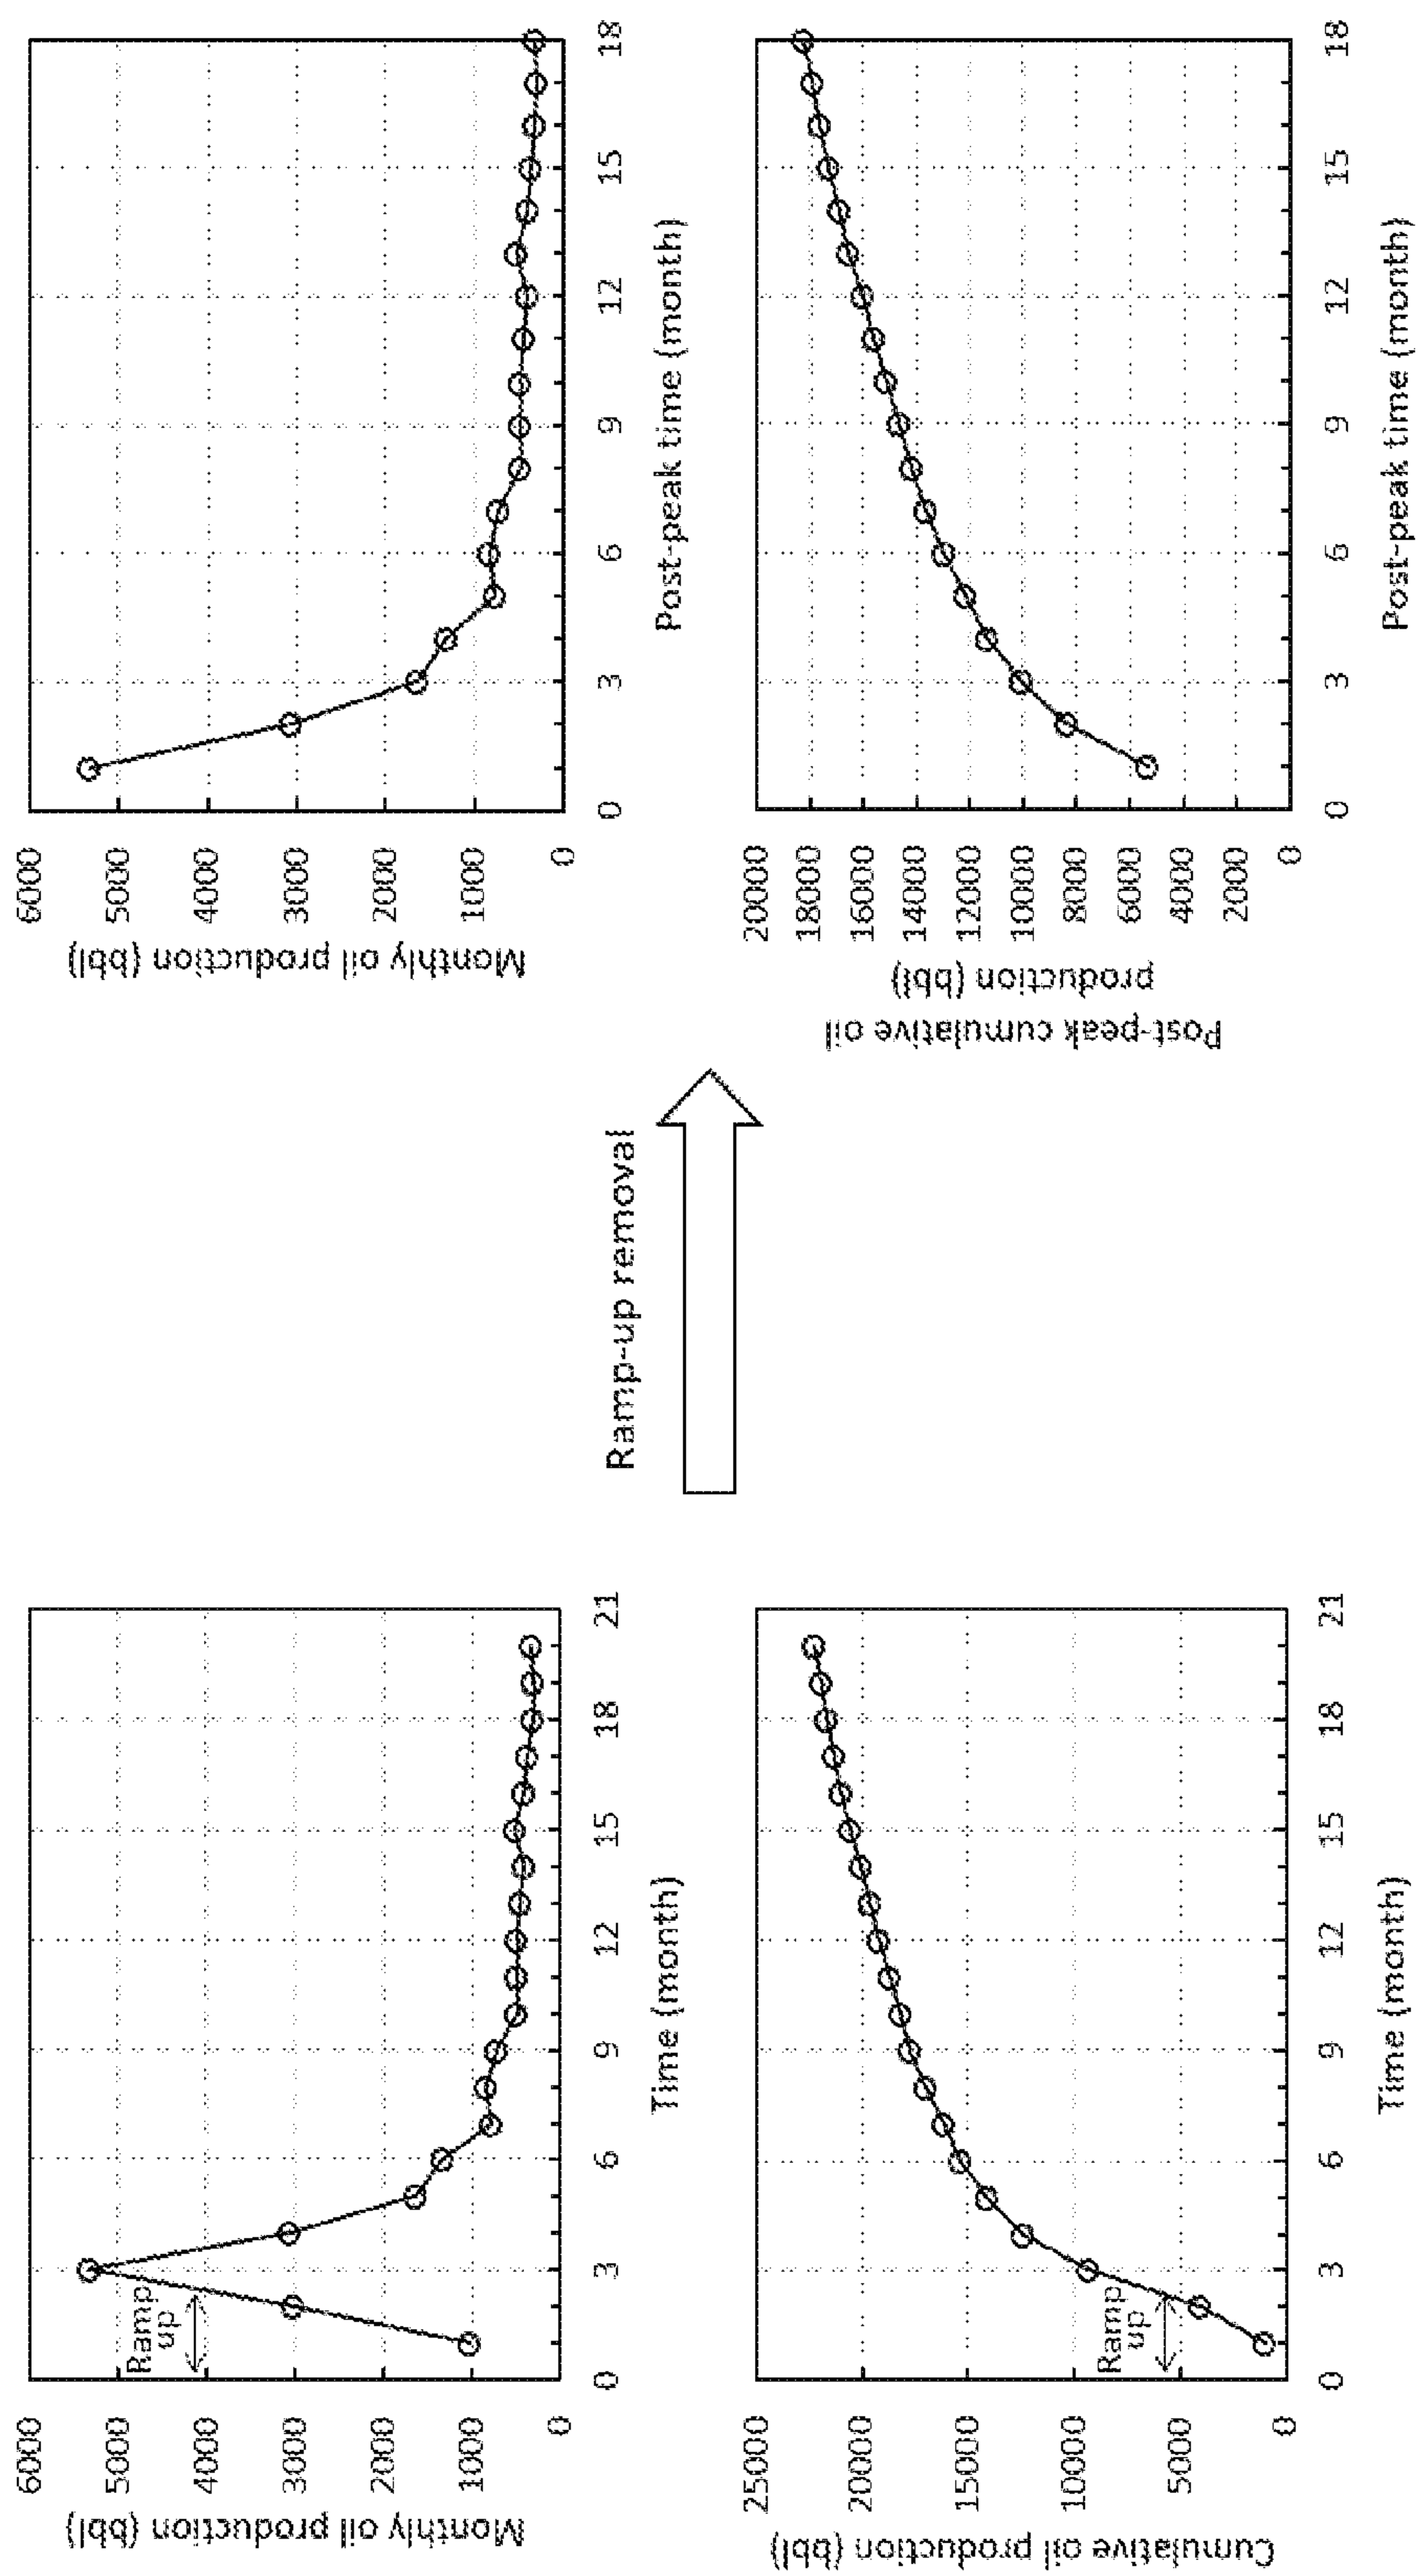 Monthly oil production (bbl)
6000
5000
4000
3000
2000
1000
0
Ramp
up
0 3 6 9 12 15 18 21
Time (month)
Cumulative oil production (bbl)
25000
20000
15000
10000
5000
0
Ramp
up
0 3 6 9 12 15 18 21
Time (month)
Ramp-up removal
Monthly oil production (bbl)
6000
5000
4000
3000
2000
1000
0
0 3 6 9 12 15 18
Post-peak time (month)
Post-peak cumulative oil
production (bbl)
20000
18000
16000
14000
12000
10000
8000
6000
4000
2000
0
0 3 6 9 12 15 18
Post-peak time (month)